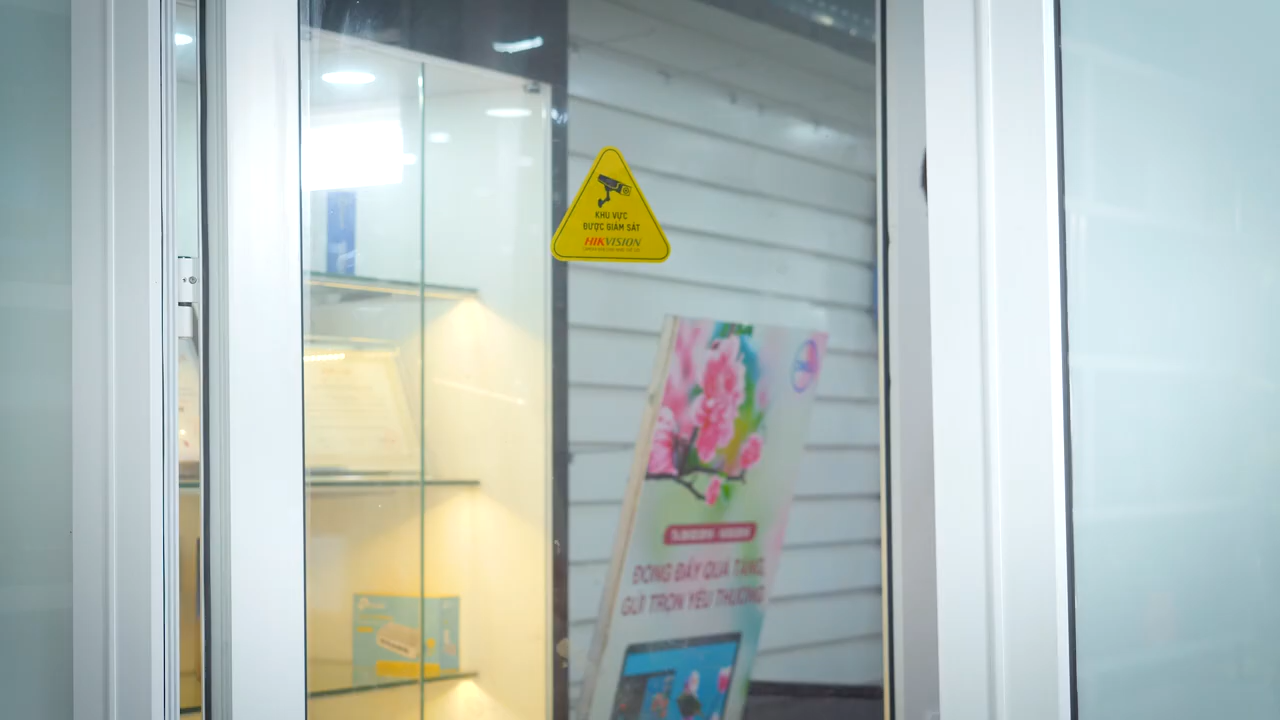 KHU VỰC
ĐƯỢC GIÁM SÁT
HIKVISION
ĐONG ĐẦY QUÀ TẶNG
GỬI TRỌN YÊU THƯƠNG